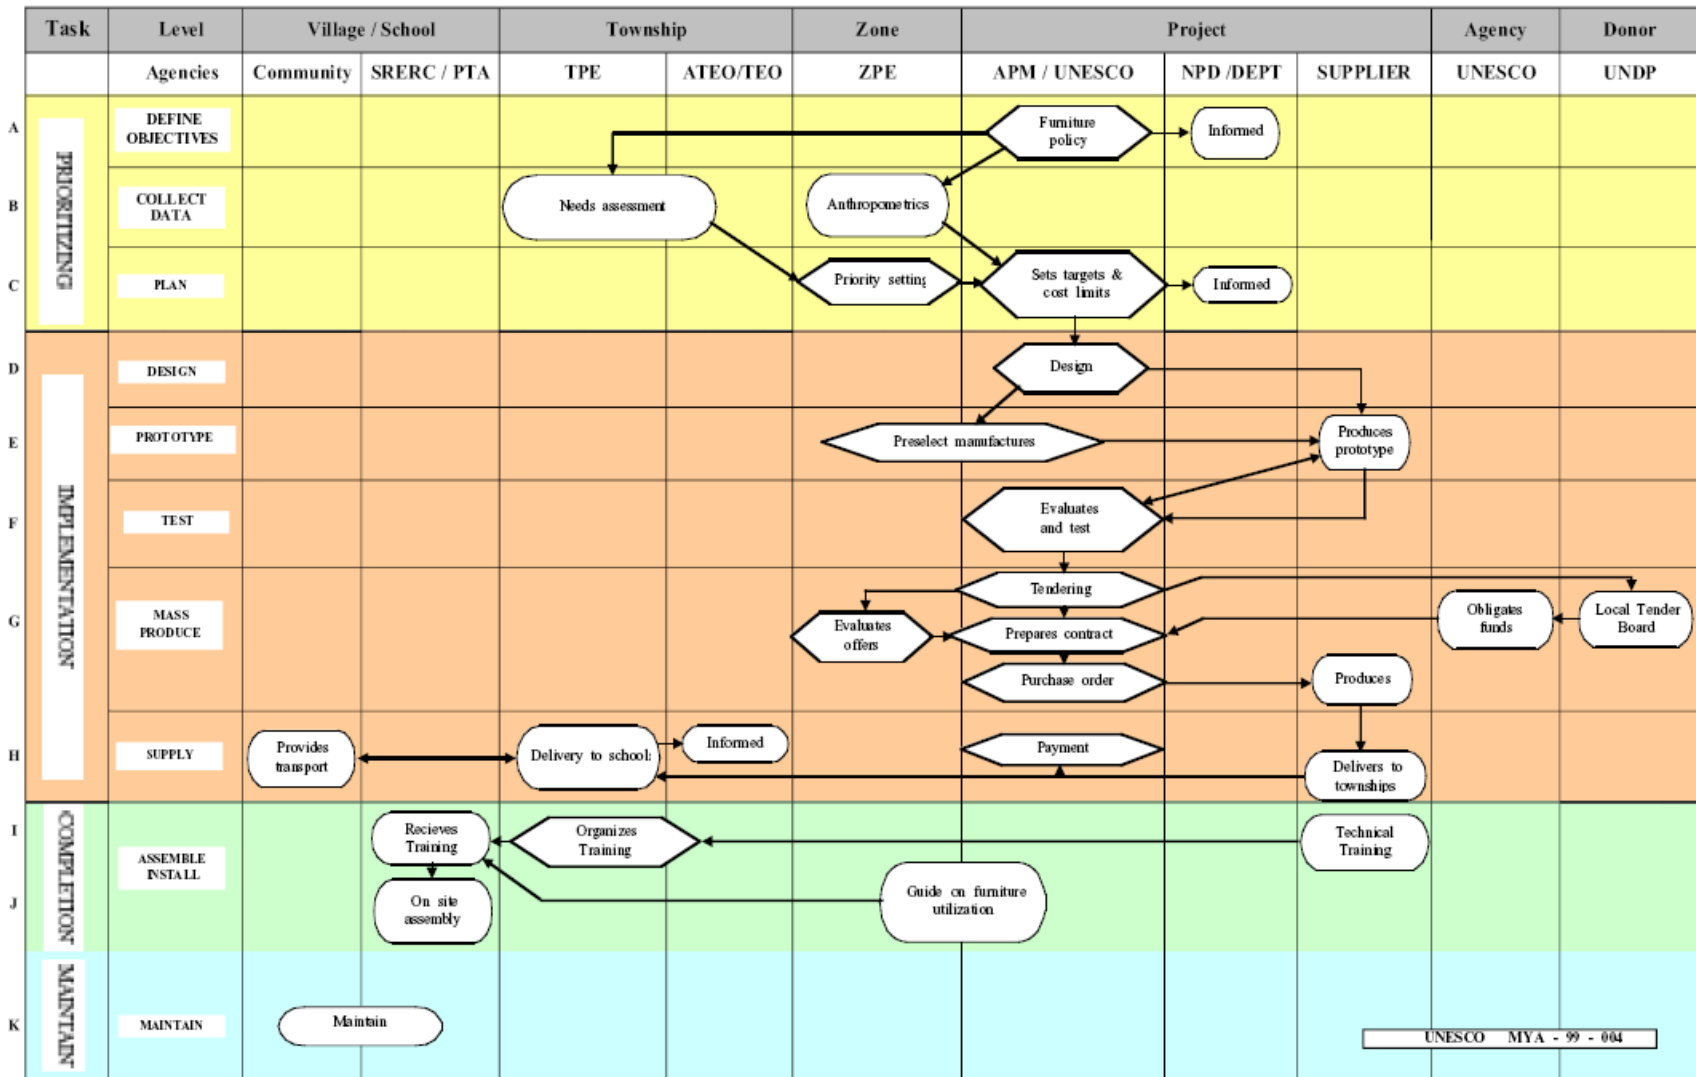 Task Level Village / School Township Zone Project Agency Donor
Agencies Community SRERC / PTA TPE ATEO/TEO ZPE APM / UNESCO NPD /DEPT SUPPLIER UNESCO UNDP
PRIORITIZING
A
DEFINE
OBJECTIVES
Furniture
policy
Informed
B
COLLECT
DATA
Needs assessment
Anthropometrics
C
PLAN
Priority setting
Sets targets &
cost limits
Informed
IMPLEMENTATION
D
DESIGN
Design
E
PROTOTYPE
Preselect manufactures
Produces
prototype
F
TEST
Evaluates
and test
G
MASS
PRODUCE
Tendering
Evaluates
offers
Prepares contract
Obligates
funds
Local Tender
Board
Purchase order
Produces
H
SUPPLY
Provides
transport
Delivery to schools
Informed
Payment
Delivers to
townships
COMPLETION
I
ASSEMBLE
INSTALL
Recieves
Training
Organizes
Training
Technical
Training
J
On site
assembly
Guide on furniture
utilization
MAINTAIN
K
MAINTAIN
Maintain
UNESCO MYA - 99 - 004